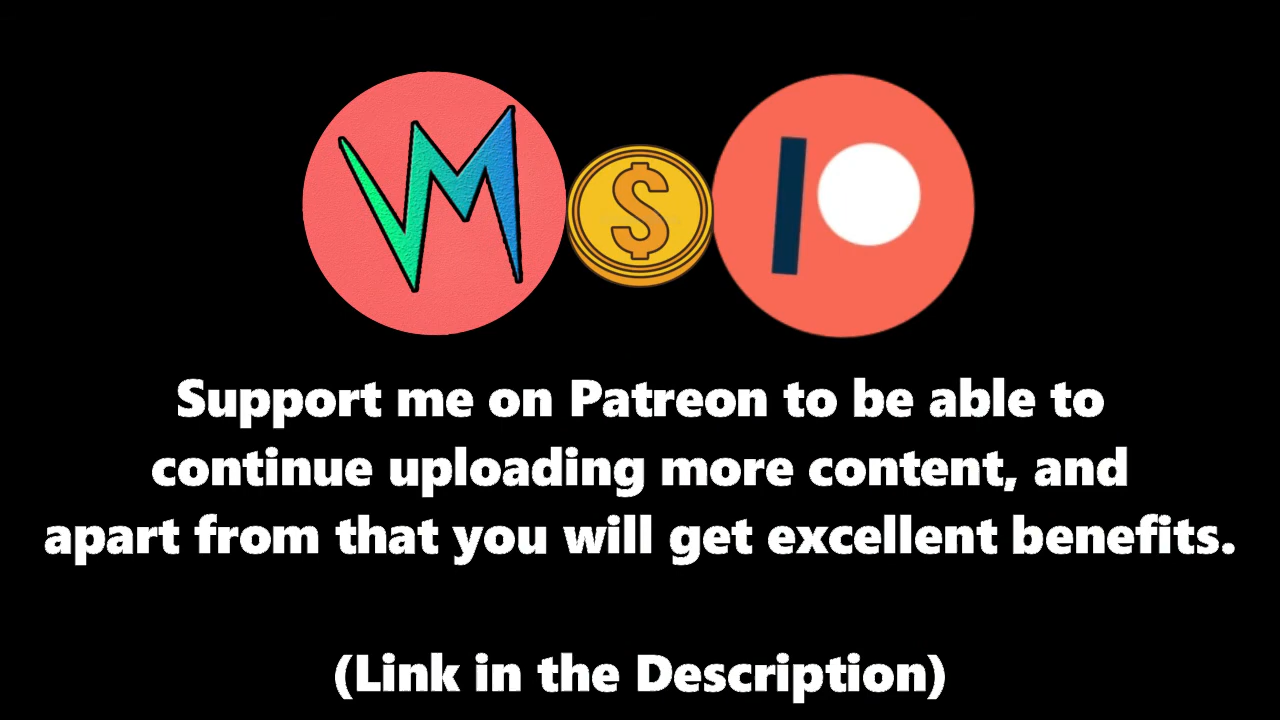 VM
$
Support me on Patreon to be able to
continue uploading more content, and
apart from that you will get excellent benefits.
(Link in the Description)